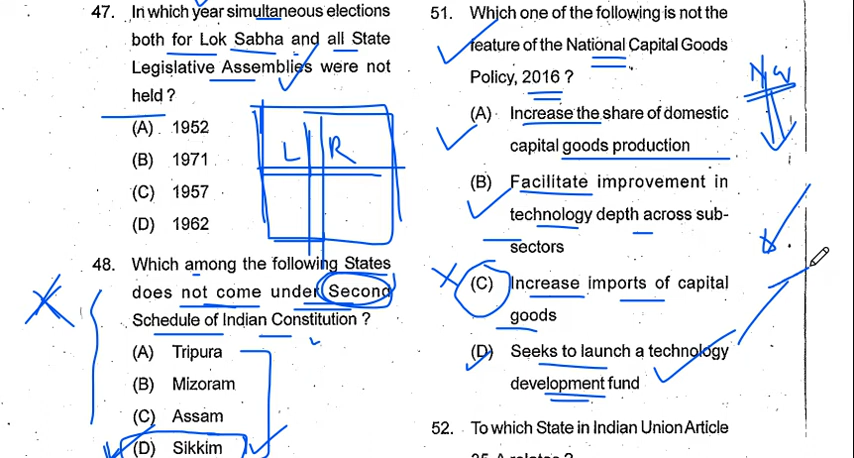 47. In which year simultaneous elections
both for Lok Sabha and all State
Legislative Assemblies were not
held ?
(A) 1952
(B) 1971
(C) 1957
(D) 1962
L R
48. Which among the following States
does not come under Second
Schedule of Indian Constitution ?
(A) Tripura
(B) Mizoram
(C) Assam
(D) Sikkim
51. Which one of the following is not the
feature of the National Capital Goods
Policy, 2016 ?
(A) Increase the share of domestic
capital goods production
(B) Facilitate improvement in
technology depth across sub-
sectors
(C) Increase imports of capital
goods
(D) Seeks to launch a technology
development fund
52. To which State in Indian Union Article